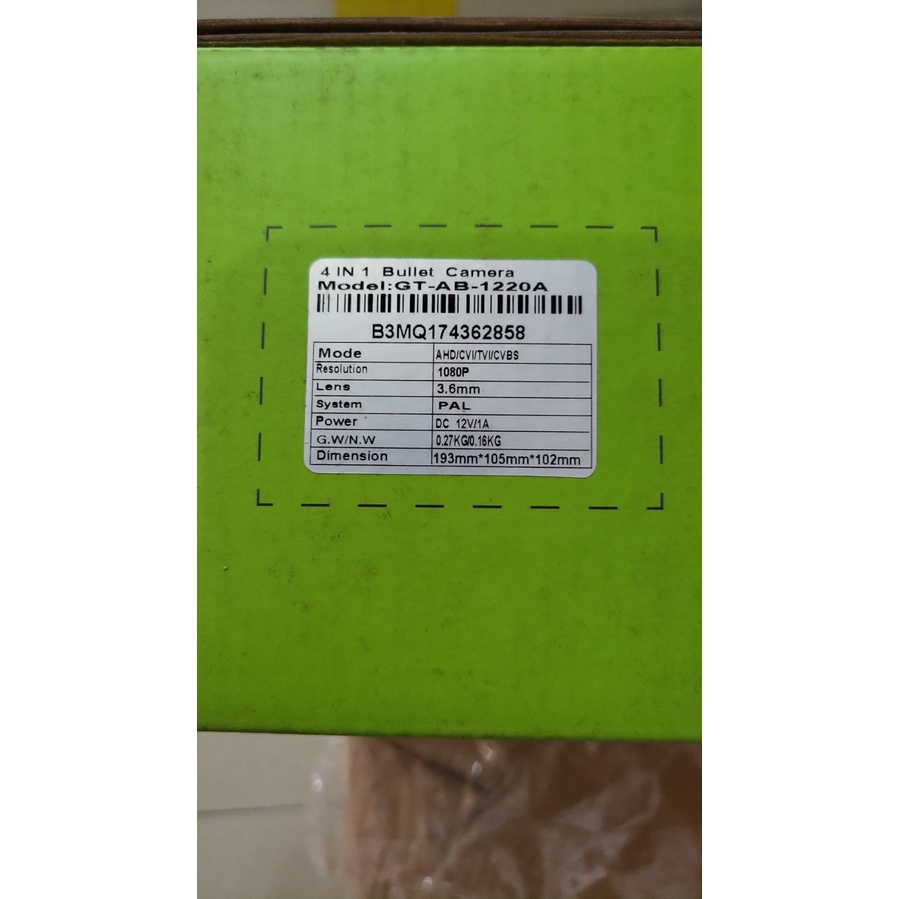 4 IN 1 Bullet Camera
Model:GT-AB-1220A
B3MQ174362858
Mode AHD/CVI/TVI/CVBS
Resolution 1080P
Lens 3.6mm
System PAL
Power DC 12V/1A
G.W/N.W 0.27KG/0.16KG
Dimension 193mm*105mm*102mm